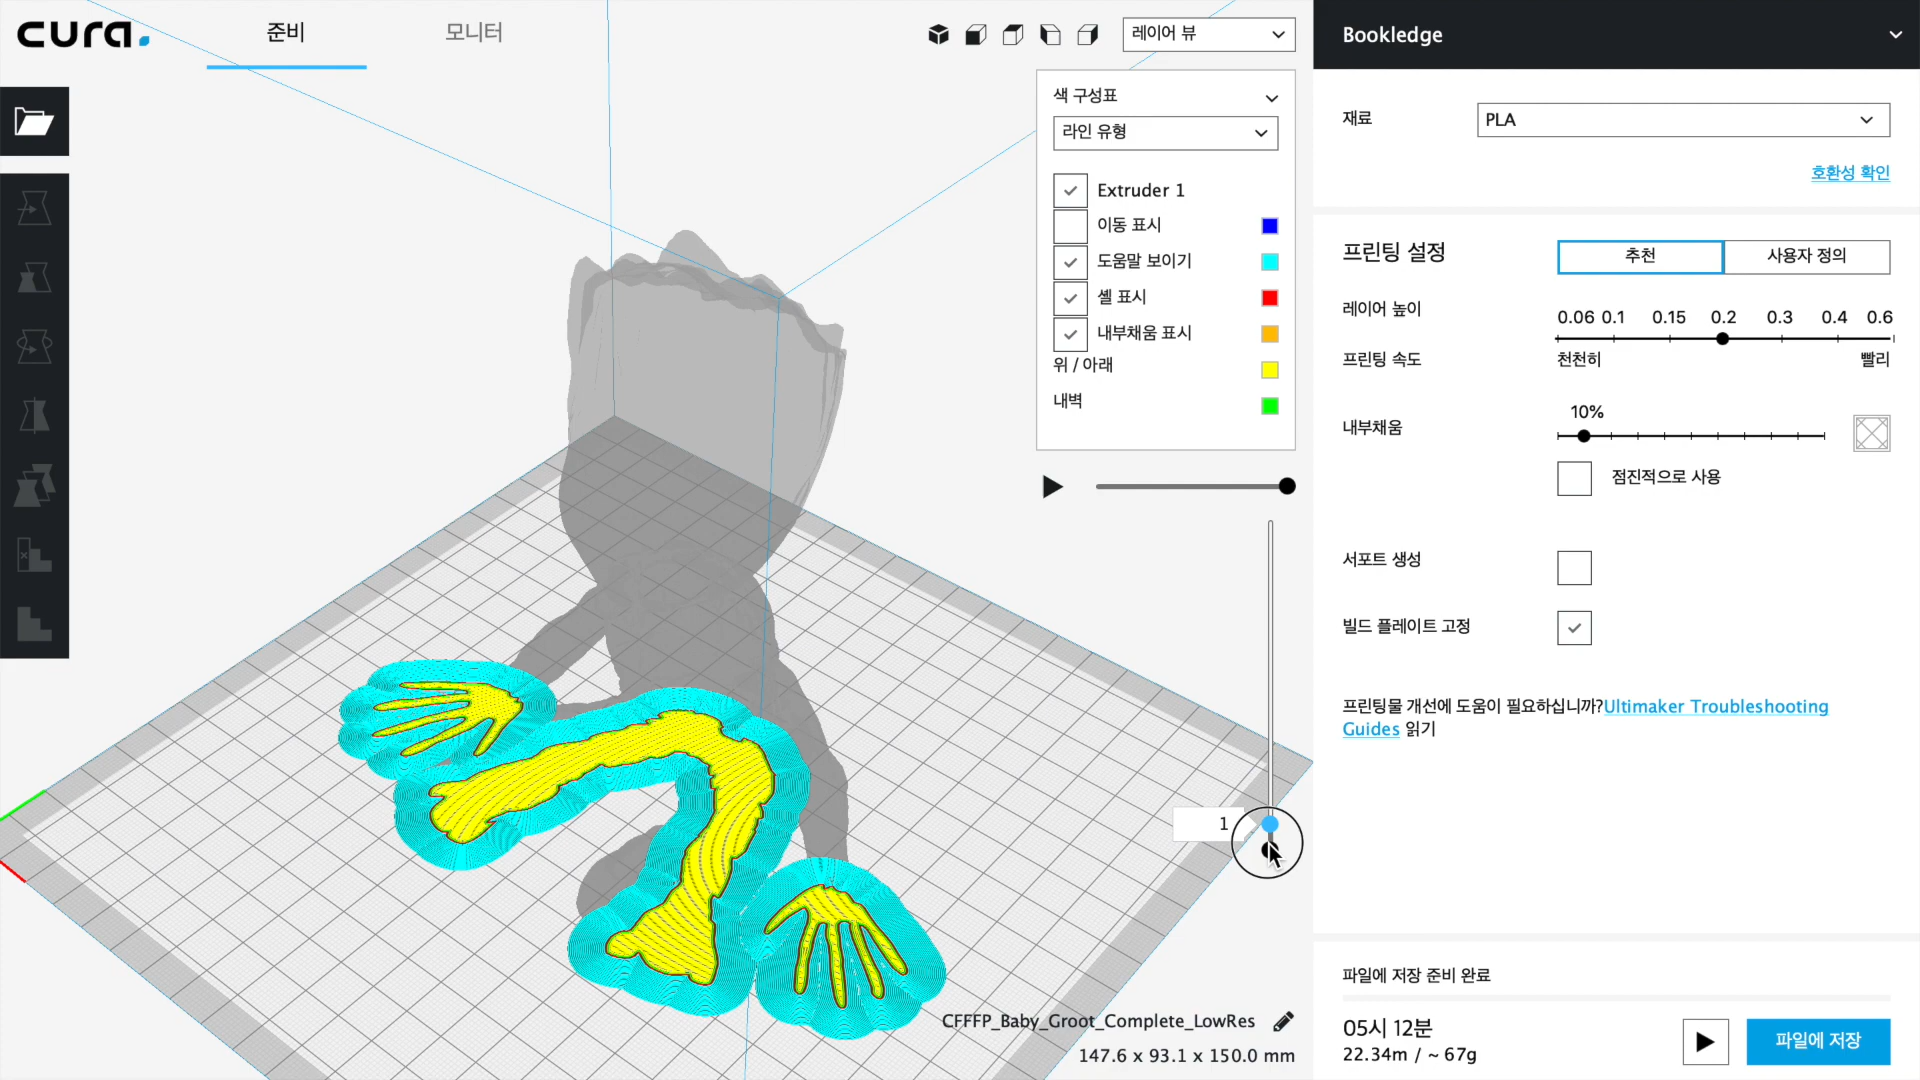 cura.
준비
모니터
레이어 뷰
Bookledge
색 구성표
라인 유형
Extruder 1
이동 표시
도움말 보이기
셸 표시
내부채움 표시
위 / 아래
내벽
재료
PLA
호환성 확인
프린팅 설정
추천
사용자 정의
레이어 높이
0.06 0.1 0.15 0.2 0.3 0.4 0.6
프린팅 속도
천천히
빨리
10%
내부채움
점진적으로 사용
서포트 생성
빌드 플레이트 고정
프린팅물 개선에 도움이 필요하십니까?Ultimaker Troubleshooting
Guides 읽기
1
CFFFP_Baby_Groot_Complete_LowRes
147.6 x 93.1 x 150.0 mm
파일에 저장 준비 완료
05시 12분
22.34m / ~ 67g
파일에 저장